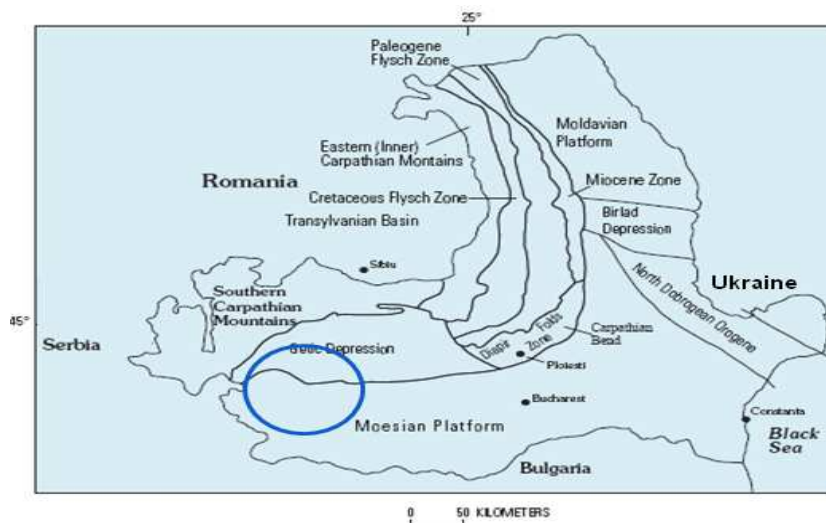 25°
Paleogene
Flysch Zone
Moldavian
Platform
Eastern (Inner)
Carpathian Montains
Romania
Miocene Zone
Cretaceous Flysch Zone
Transylvanian Basin
Birlad
Depression
Sibiu
Ukraine
Southern
Carpathian
Mountains
North Dobrogean Orogene
45°
Serbia
Getic Depression
Diapir Folds
Zone
Carpathian
Bend
Ploiesti
Bucharest
Constanta
Moesian Platform
Black
Sea
Bulgaria
0 50 KILOMETERS